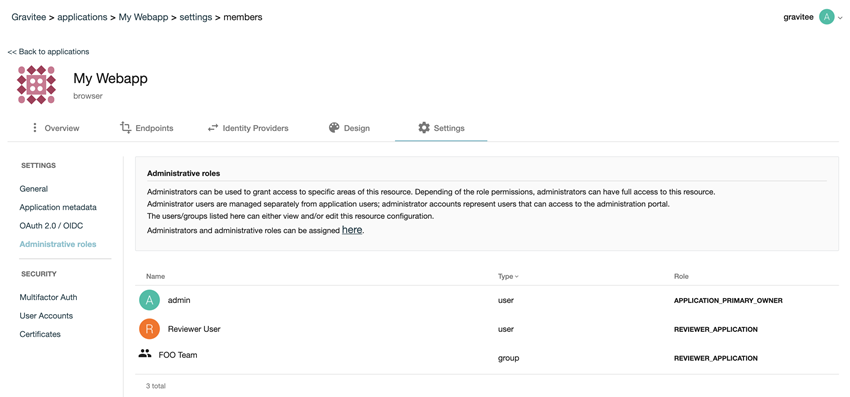 Gravitee > applications > My Webapp > settings > members
gravitee A
<< Back to applications
My Webapp
browser
Overview Endpoints Identity Providers Design Settings
SETTINGS
General
Application metadata
OAuth 2.0 / OIDC
Administrative roles
SECURITY
Multifactor Auth
User Accounts
Certificates
Administrative roles
Administrators can be used to grant access to specific areas of this resource. Depending of the role permissions, administrators can have full access to this resource.
Administrator users are managed separately from application users; administrator accounts represent users that can access to the administration portal.
The users/groups listed here can either view and/or edit this resource configuration.
Administrators and administrative roles can be assigned here.
Name Type Role
A admin user APPLICATION_PRIMARY_OWNER
R Reviewer User user REVIEWER_APPLICATION
FOO Team group REVIEWER_APPLICATION
3 total